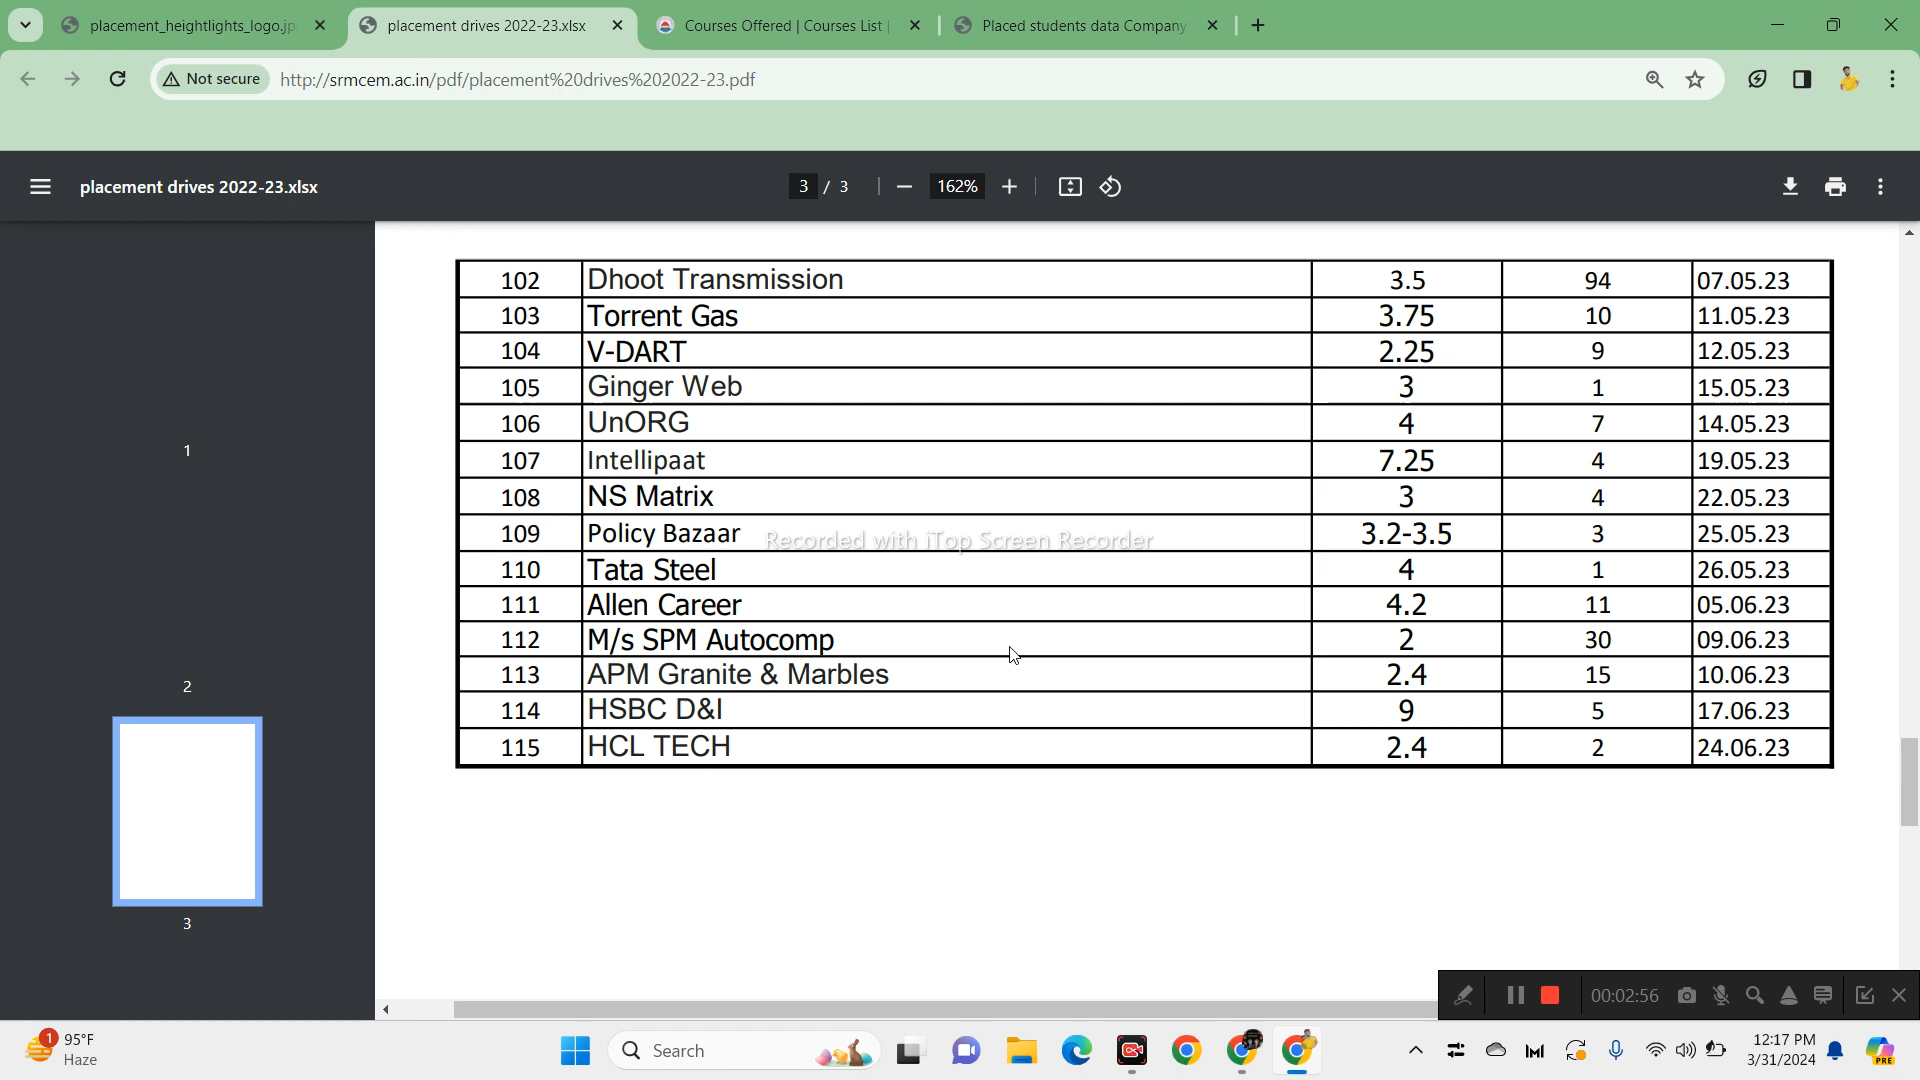 placement_heightlights_logo.jp
placement drives 2022-23.xlsx
Courses Offered | Courses List |
Placed students data Company
Not secure
http://srmcem.ac.in/pdf/placement%20drives%202022-23.pdf
placement drives 2022-23.xlsx
3 / 3
162%
102 Dhoot Transmission 3.5 94 07.05.23
103 Torrent Gas 3.75 10 11.05.23
104 V-DART 2.25 9 12.05.23
105 Ginger Web 3 1 15.05.23
106 UnORG 4 7 14.05.23
107 Intellipaat 7.25 4 19.05.23
108 NS Matrix 3 4 22.05.23
109 Policy Bazaar 3.2-3.5 3 25.05.23
Recorded with iTop Screen Recorder
110 Tata Steel 4 1 26.05.23
111 Allen Career 4.2 11 05.06.23
112 M/s SPM Autocomp 2 30 09.06.23
113 APM Granite & Marbles 2.4 15 10.06.23
114 HSBC D&I 9 5 17.06.23
115 HCL TECH 2.4 2 24.06.23
1
2
3
00:02:56
1
95°F
Haze
Search
12:17 PM
3/31/2024
PRE